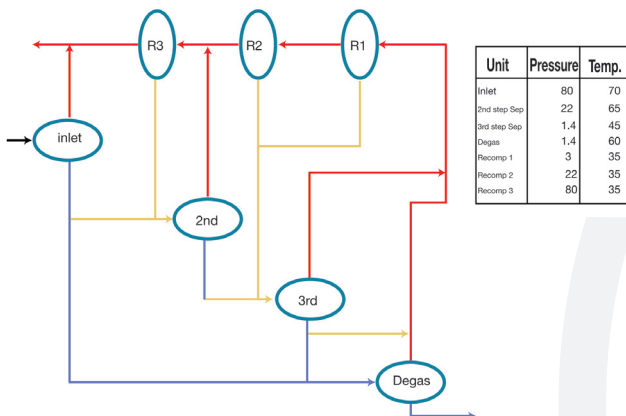 R3 R2 R1
inlet
2nd
3rd
Degas
Unit Pressure Temp.
Inlet 80 70
2nd step Sep 22 65
3rd step Sep 1.4 45
Degas 1.4 60
Recomp 1 3 35
Recomp 2 22 35
Recomp 3 80 35